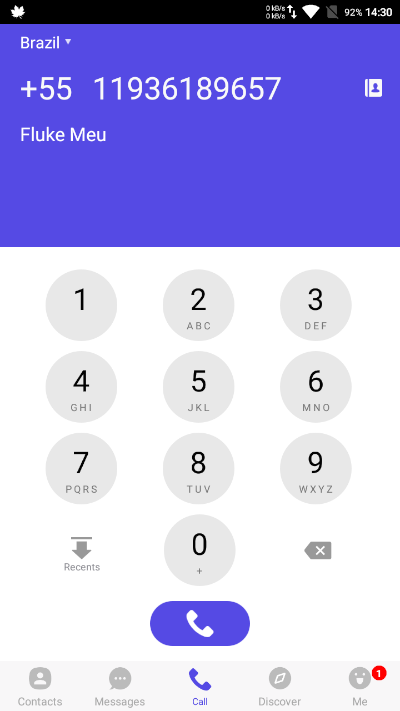 0 kB/s
0 kB/s
92% 14:30
Brazil
+55 11936189657
Fluke Meu
1 2 3
ABC DEF
4 5 6
GHI JKL MNO
7 8 9
PQRS TUV WXYZ
0
+
Recents
Contacts Messages Call Discover Me
1